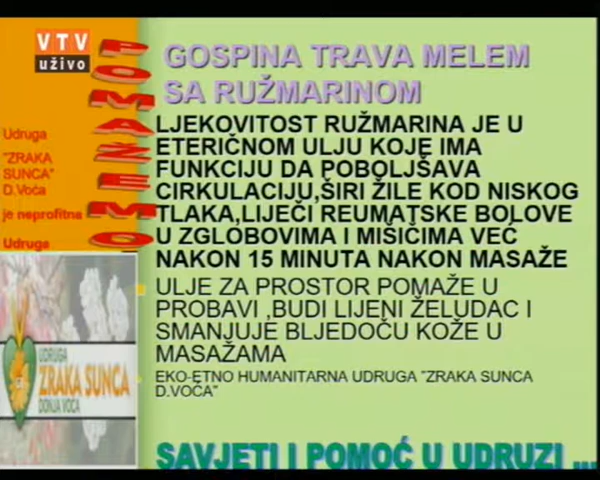 VTV
uživo
POMAŽEMO
Udruga
"ZRAKA
SUNCA"
D.Voća
je neprofitna
Udruga
UDRUGA
ZRAKA SUNCA
DONJA VOĆA
GOSPINA TRAVA MELEM
SA RUŽMARINOM
LJEKOVITOST RUŽMARINA JE U
ETERIČNOM ULJU KOJE IMA
FUNKCIJU DA POBOLJŠAVA
CIRKULACIJU,ŠIRI ŽILE KOD NISKOG
TLAKA,LIJEČI REUMATSKE BOLOVE
U ZGLOBOVIMA I MIŠIČIMA VEĆ
NAKON 15 MINUTA NAKON MASAŽE
ULJE ZA PROSTOR POMAŽE U
PROBAVI ,BUDI LIJENI ŽELUDAC I
SMANJUJE BLJEDOČU KOŽE U
MASAŽAMA
EKO-ETNO HUMANITARNA UDRUGA "ZRAKA SUNCA
D.VOĆA"
SAVJETI I POMOĆ U UDRUZI ...